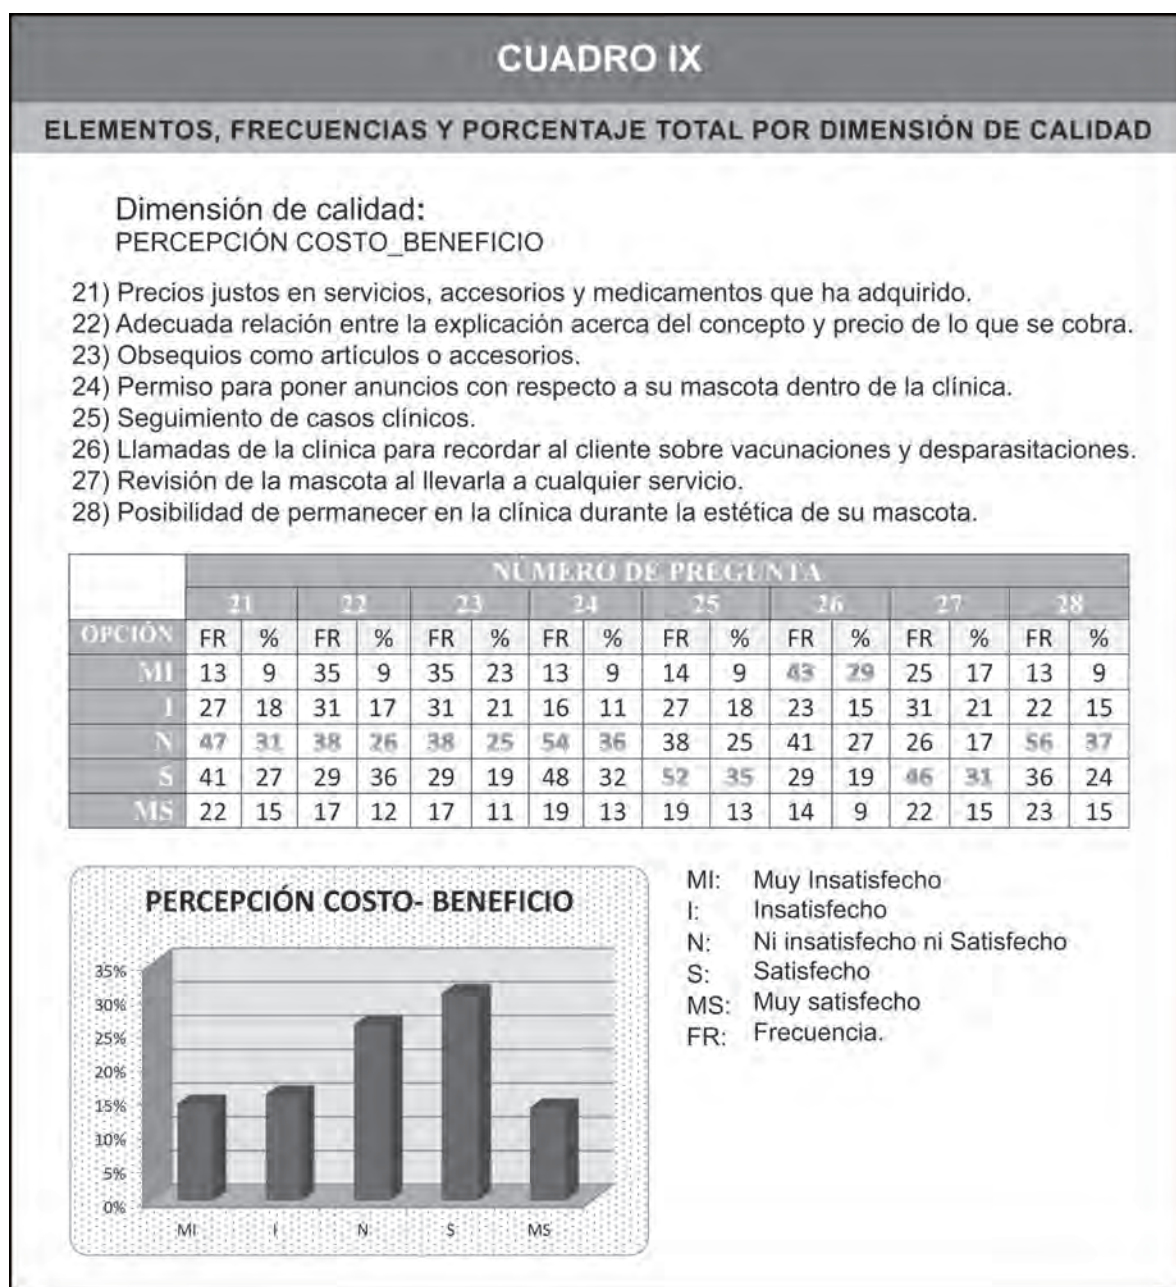 CUADRO IX
ELEMENTOS, FRECUENCIAS Y PORCENTAJE TOTAL POR DIMENSIÓN DE CALIDAD
Dimensión de calidad:
PERCEPCIÓN COSTO_BENEFICIO
21) Precios justos en servicios, accesorios y medicamentos que ha adquirido.
22) Adecuada relación entre la explicación acerca del concepto y precio de lo que se cobra.
23) Obsequios como artículos o accesorios.
24) Permiso para poner anuncios con respecto a su mascota dentro de la clínica.
25) Seguimiento de casos clínicos.
26) Llamadas de la clínica para recordar al cliente sobre vacunaciones y desparasitaciones.
27) Revisión de la mascota al llevarla a cualquier servicio.
28) Posibilidad de permanecer en la clínica durante la estética de su mascota.
NÚMERO DE PREGUNTA
21 22 23 24 25 26 27 28
OPCIÓN FR % FR % FR % FR % FR % FR % FR % FR %
MI 13 9 35 9 35 23 13 9 14 9 43 29 25 17 13 9
I 27 18 31 17 31 21 16 11 27 18 23 15 31 21 22 15
N 47 31 38 26 38 25 54 36 38 25 41 27 26 17 56 37
S 41 27 29 36 29 19 48 32 52 35 29 19 46 31 36 24
MS 22 15 17 12 17 11 19 13 19 13 14 9 22 15 23 15
PERCEPCIÓN COSTO- BENEFICIO
35%
30%
25%
20%
15%
10%
5%
0%
MI I N S MS
MI: Muy Insatisfecho
I: Insatisfecho
N: Ni insatisfecho ni Satisfecho
S: Satisfecho
MS: Muy satisfecho
FR: Frecuencia.